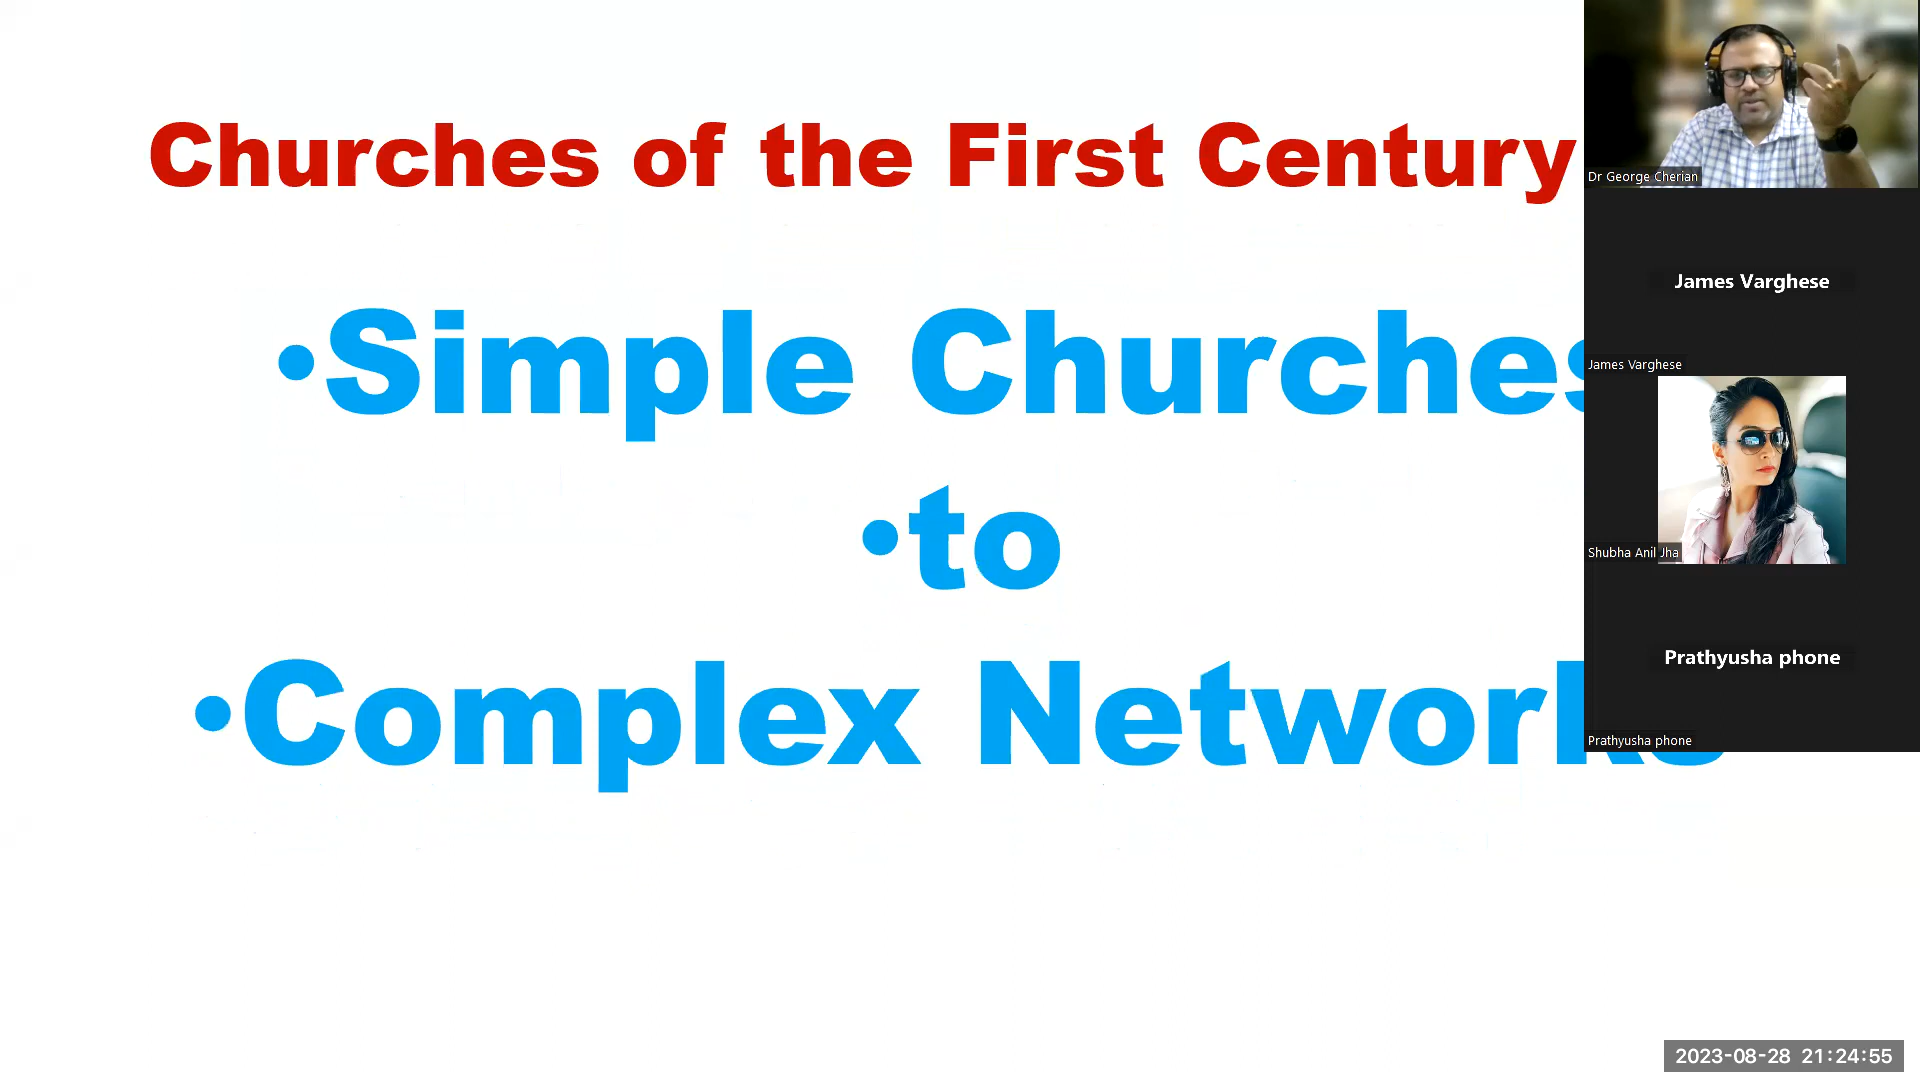 Churches of the First Century
•Simple Churches
•to
•Complex Networks
Dr George Cherian
James Varghese
James Varghese
Shubha Anil Jha
Prathyusha phone
Prathyusha phone
2023-08-28 21:24:55